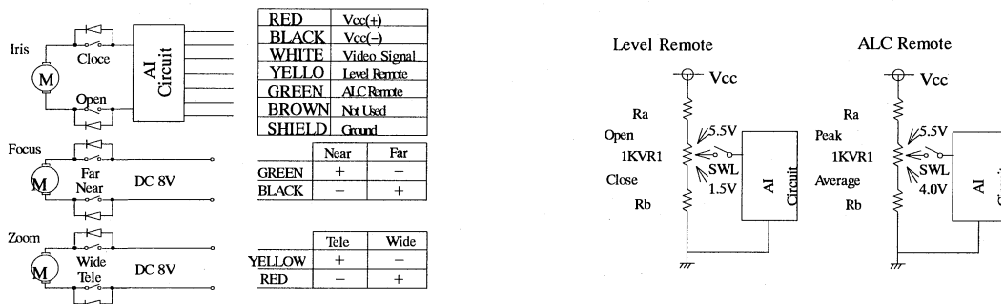 Iris
M
Cloce
Open
AI
Circuit
RED Vcc(+)
BLACK Vcc(-)
WHITE Video Signal
YELLO Level Remote
GREEN ALC Remote
BROWN Not Used
SHIELD Ground
Focus
M
Far
Near
DC 8V
Near Far
GREEN + -
BLACK - +
Zoom
M
Wide
Tele
DC 8V
Tele Wide
YELLOW + -
RED - +
Level Remote
Vcc
Ra
Open
5.5V
1KVR1
SWL
Close
1.5V
Rb
AI
Circuit
ALC Remote
Vcc
Ra
Peak
5.5V
1KVR1
SWL
Average
4.0V
Rb
AI